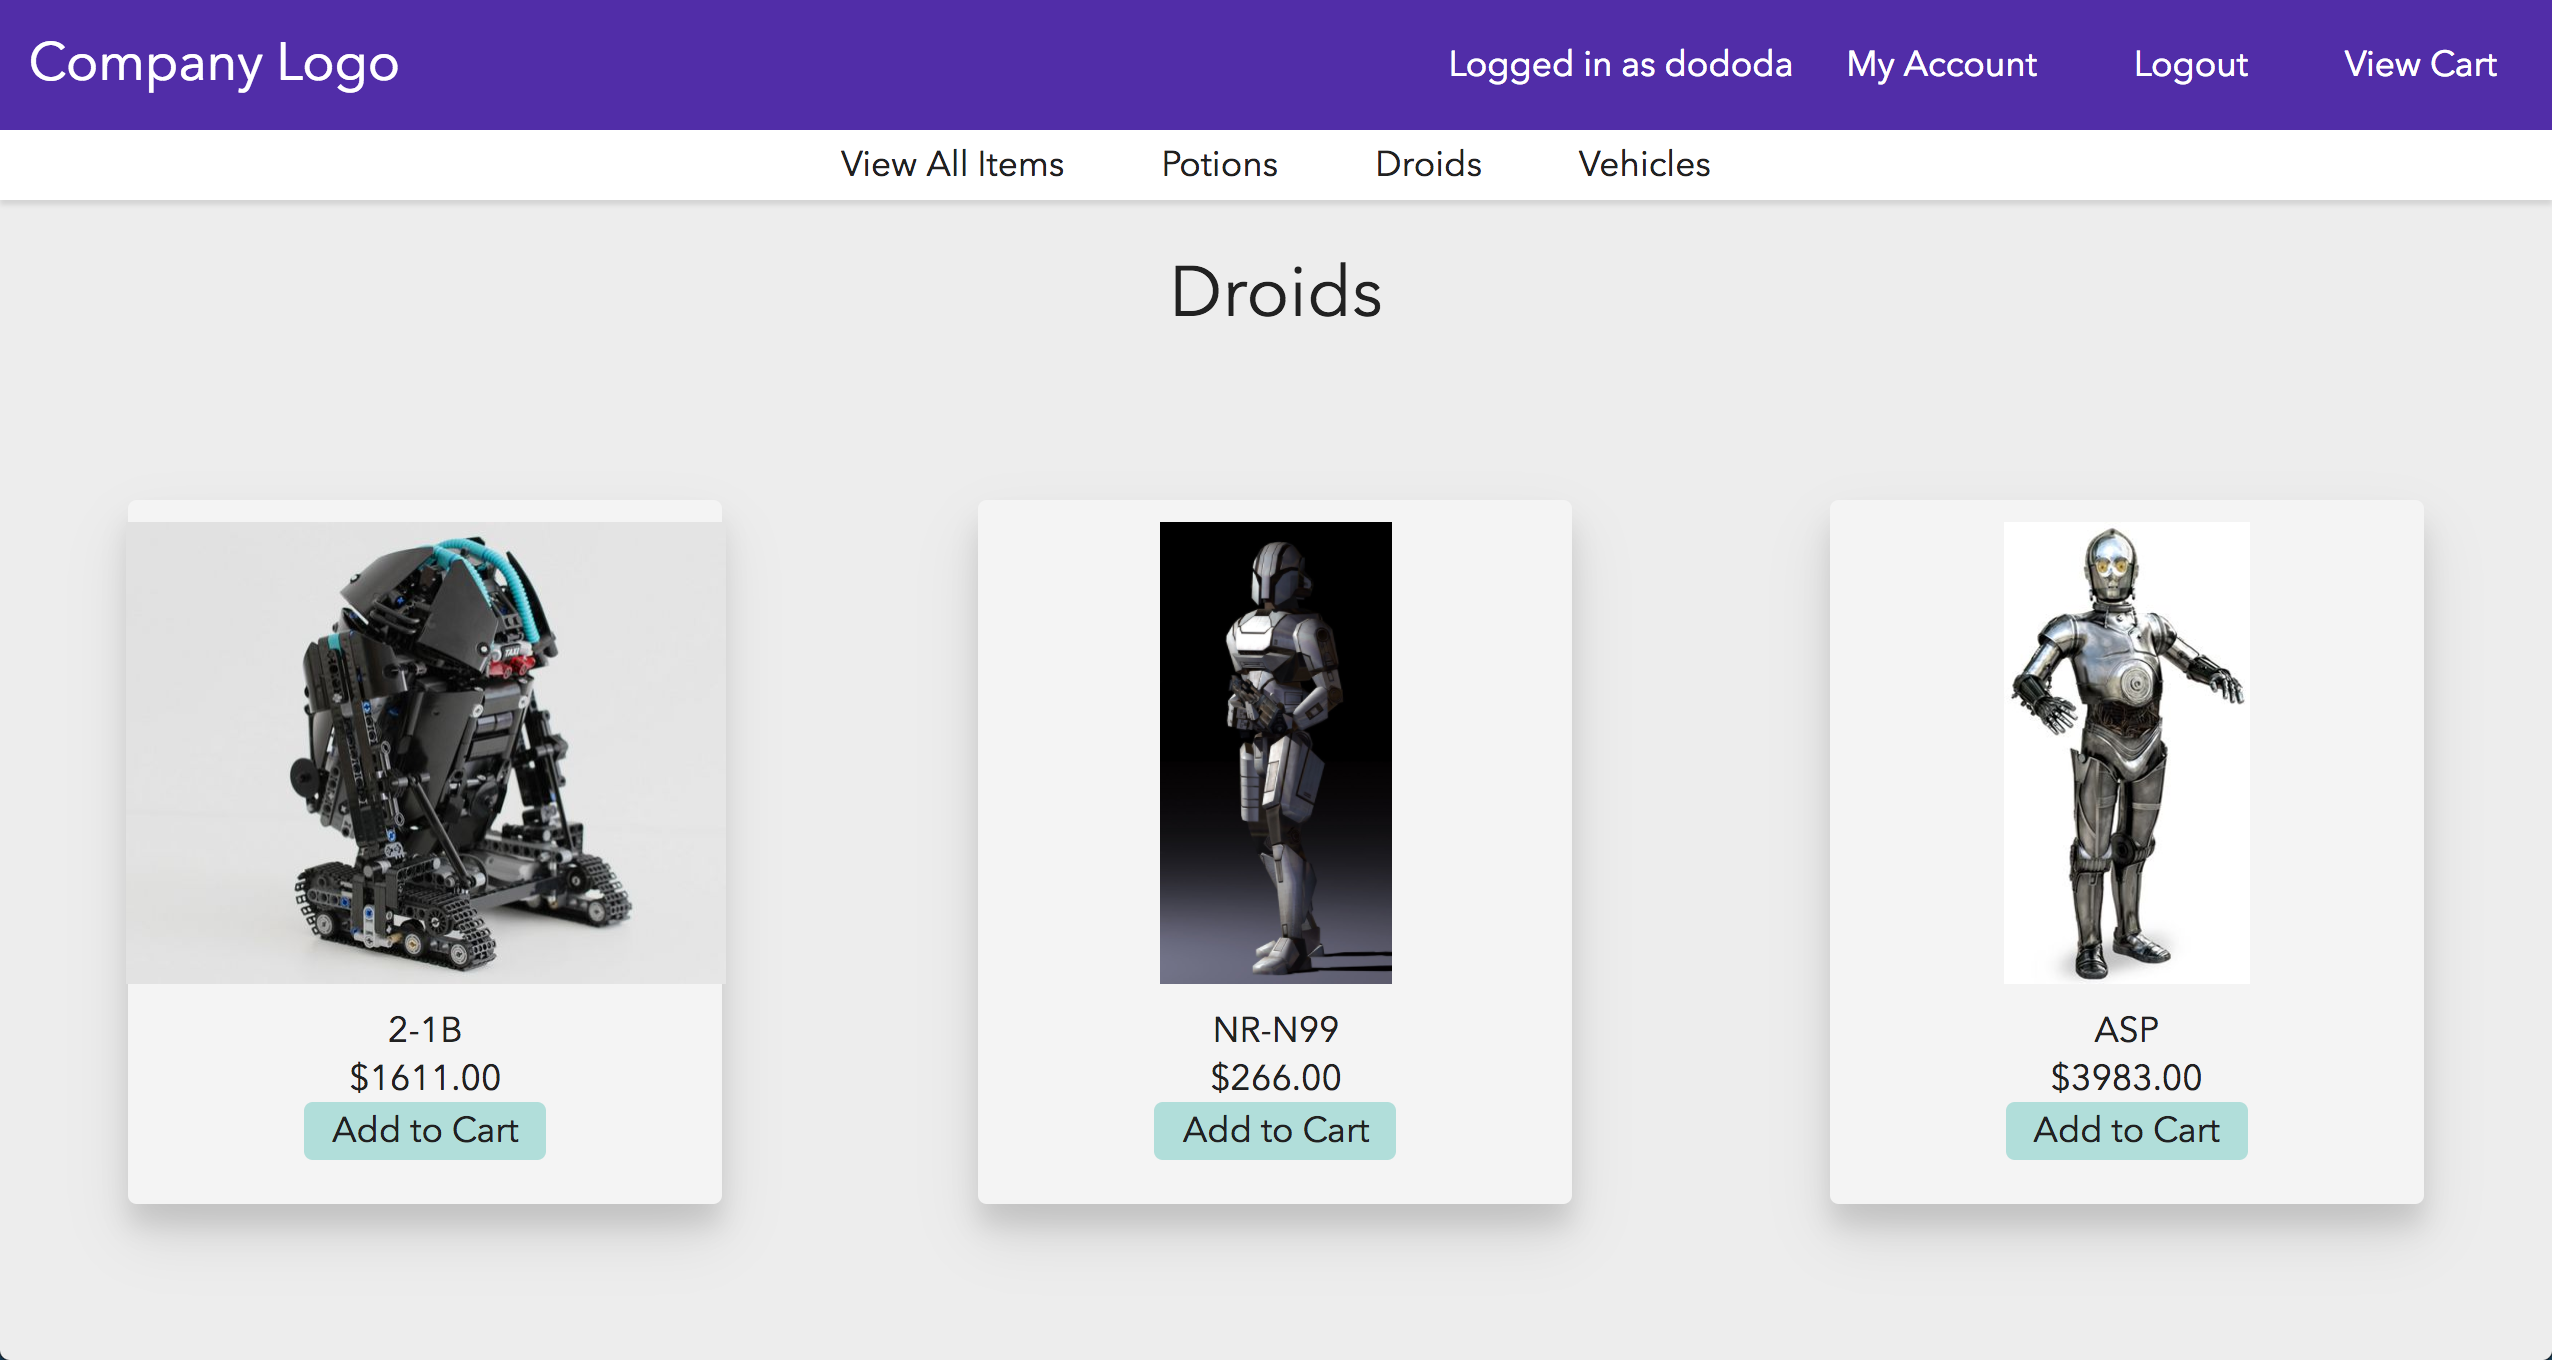 Company Logo
Logged in as dododa My Account Logout View Cart
View All Items Potions Droids Vehicles
Droids
TAXI
2-1B
$1611.00
Add to Cart
NR-N99
$266.00
Add to Cart
ASP
$3983.00
Add to Cart